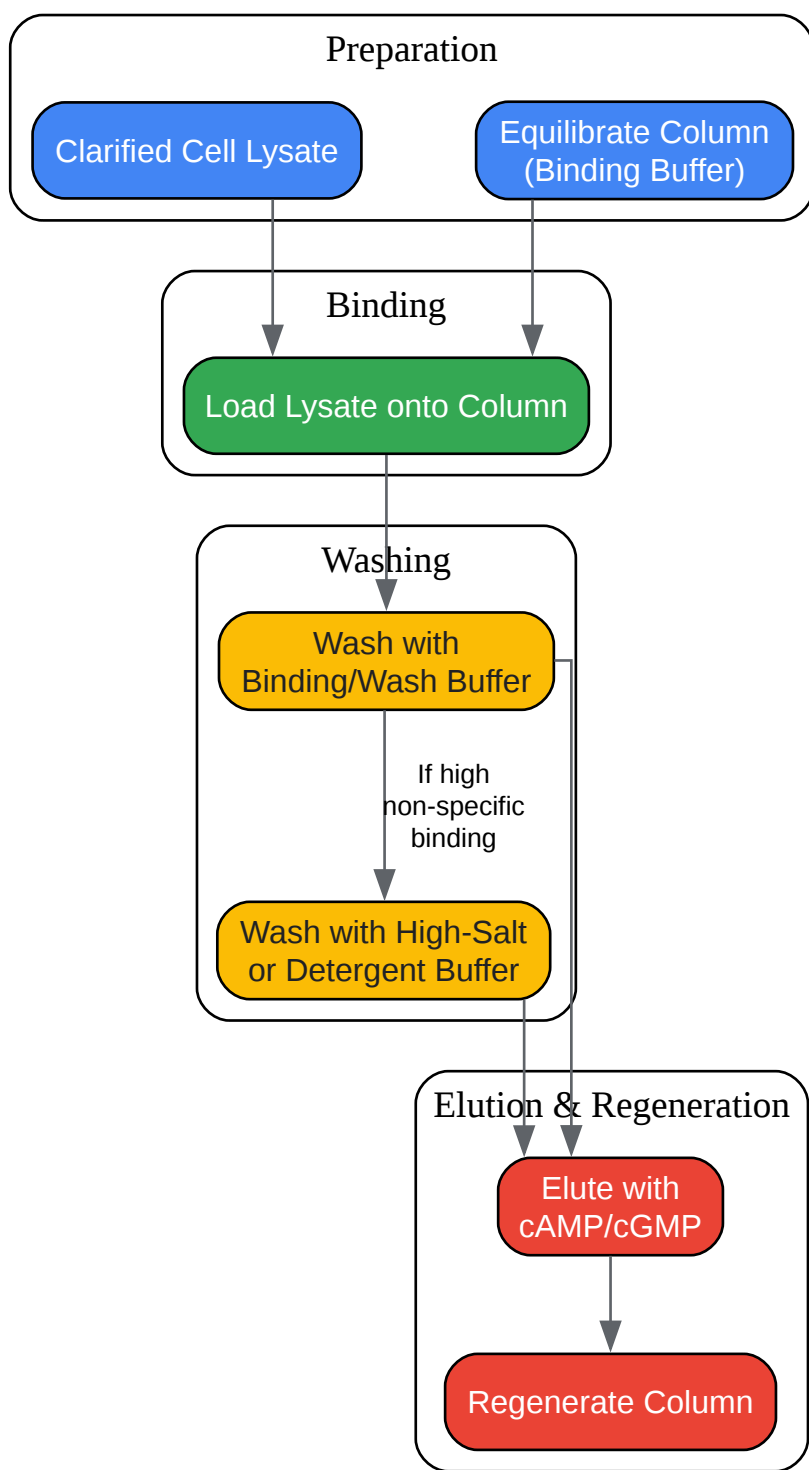 Preparation
Clarified Cell Lysate
Equilibrate Column
(Binding Buffer)
Binding
Load Lysate onto Column
Washing
Wash with
Binding/Wash Buffer
If high
non-specific
binding
Wash with High-Salt
or Detergent Buffer
Elution & Regeneration
Elute with
cAMP/cGMP
Regenerate Column